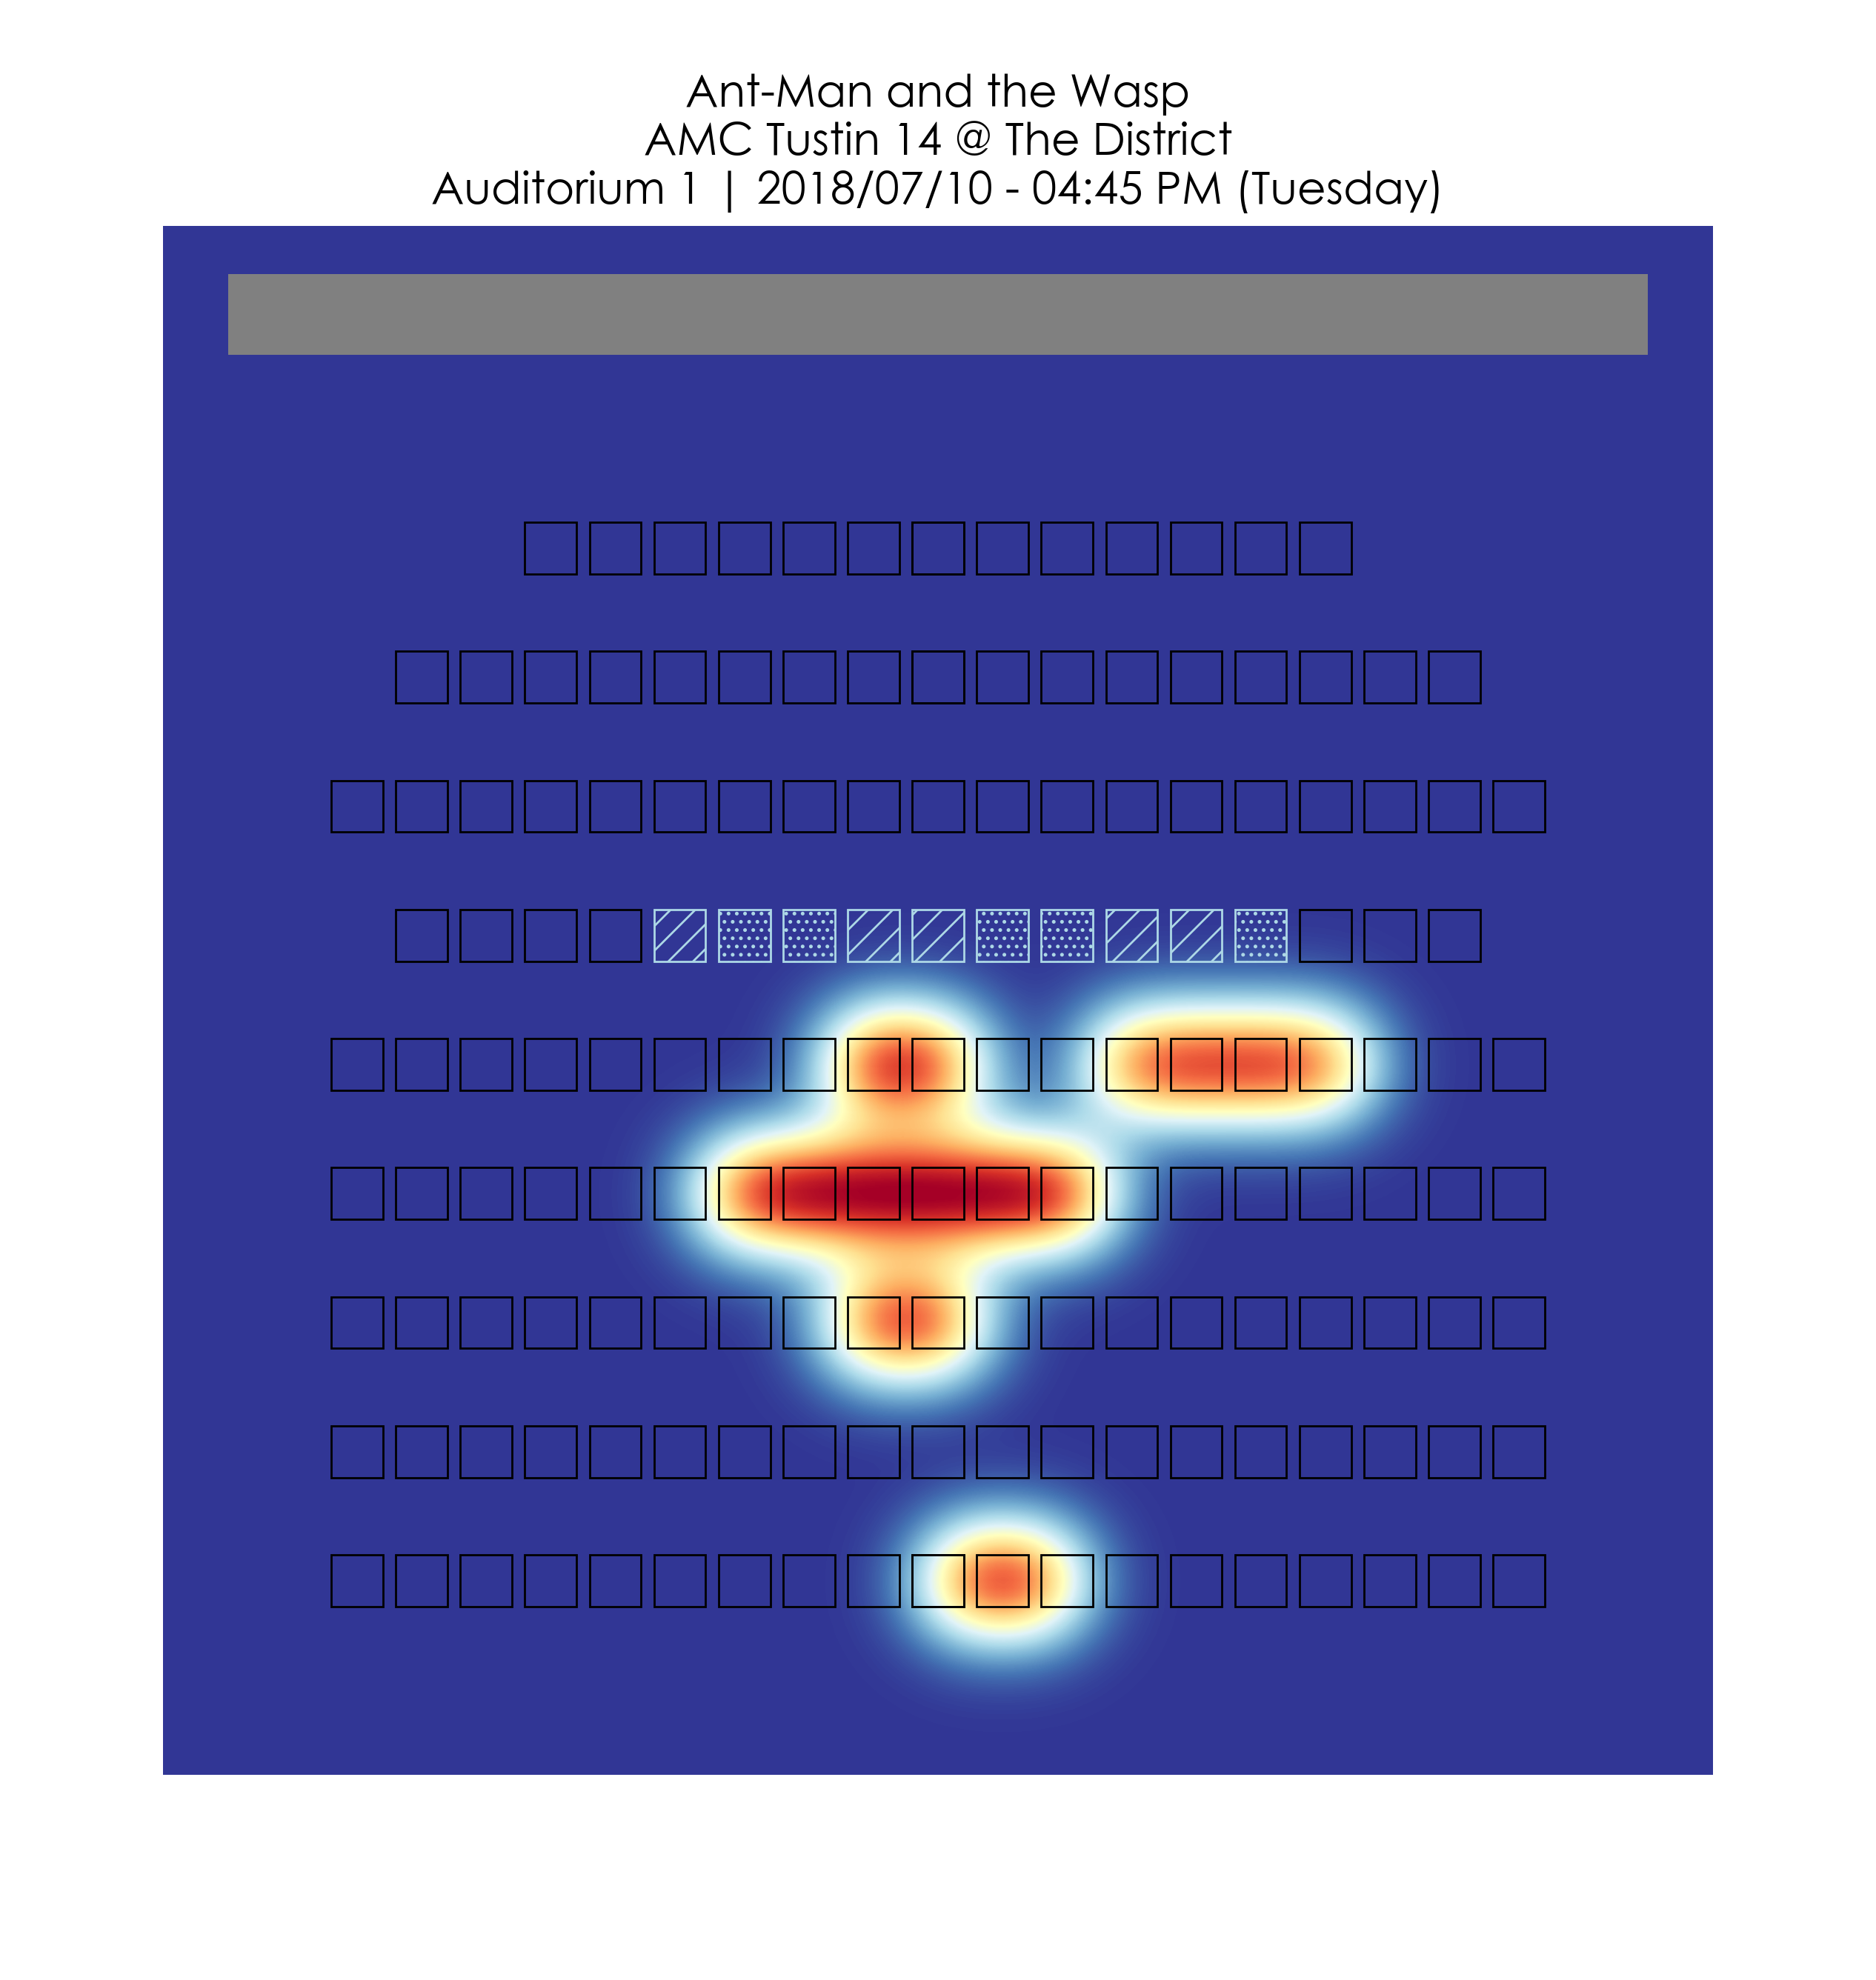 Ant-Man and the Wasp
AMC Tustin 14 @ The District
Auditorium 1 | 2018/07/10 - 04:45 PM (Tuesday)